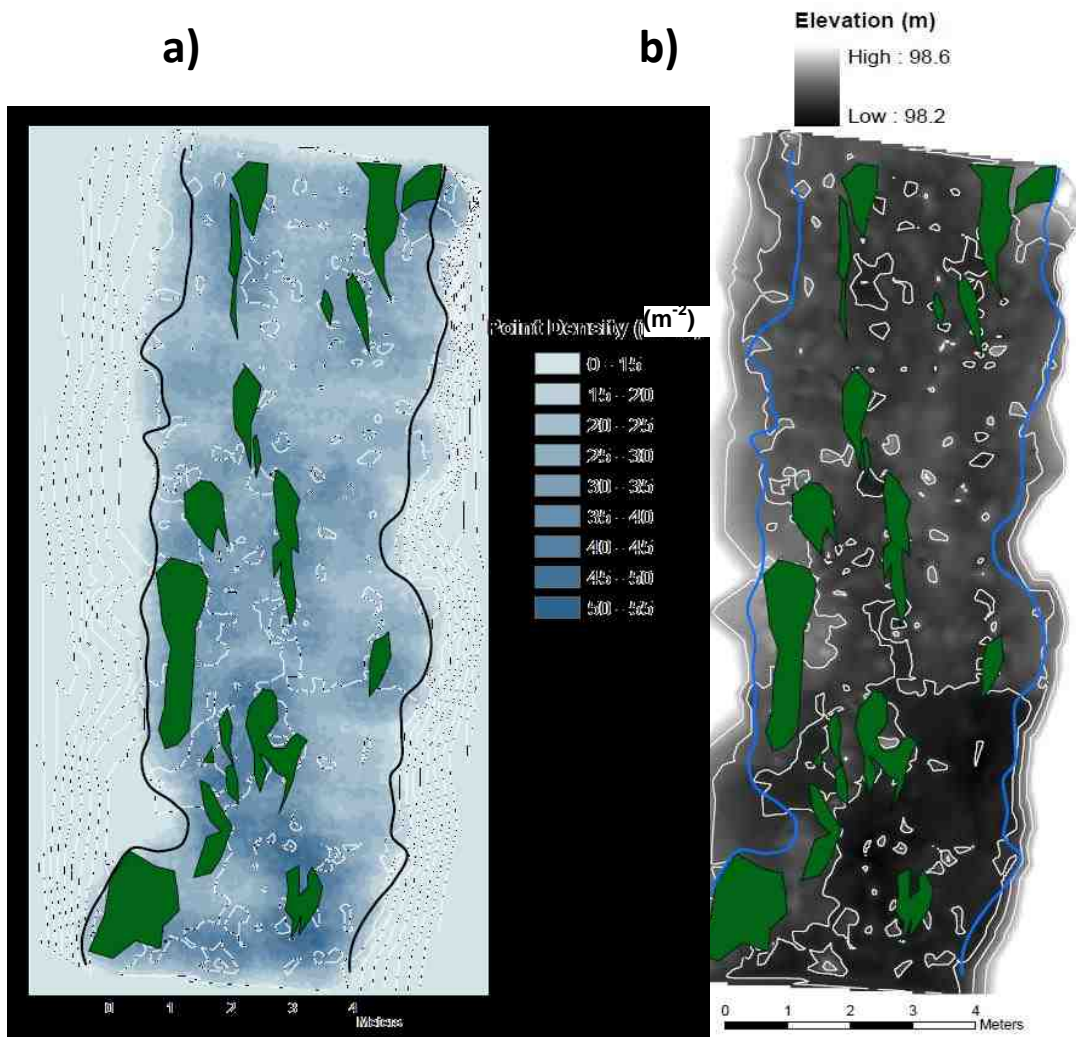 a)
b)
Elevation (m)
High : 98.6
Low : 98.2
Point Density (m⁻²)
0 - 15
15 - 20
20 - 25
25 - 30
30 - 35
35 - 40
40 - 45
45 - 50
50 - 55
0 1 2 3 4
Meters
0 1 2 3 4
Meters